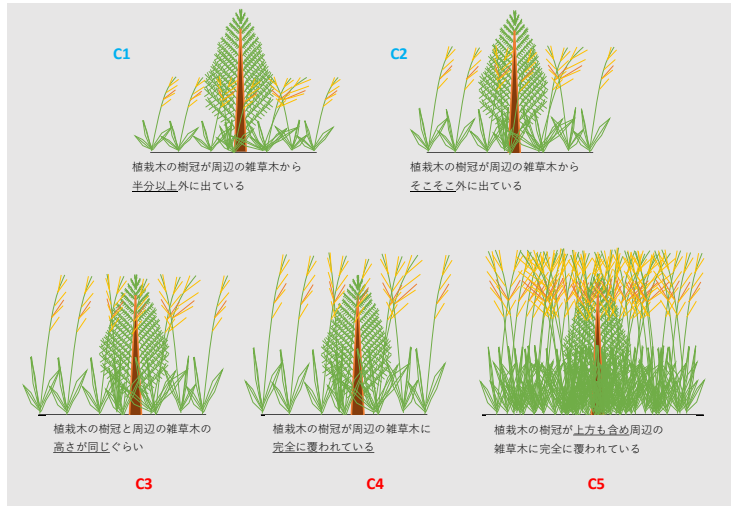 C1
植栽木の樹冠が周辺の雑草木から
半分以上外に出ている
C2
植栽木の樹冠が周辺の雑草木から
そこそこ外に出ている
植栽木の樹冠と周辺の雑草木の
高さが同じぐらい
C3
植栽木の樹冠が周辺の雑草木に
完全に覆われている
C4
植栽木の樹冠が上方も含め周辺の
雑草木に完全に覆われている
C5